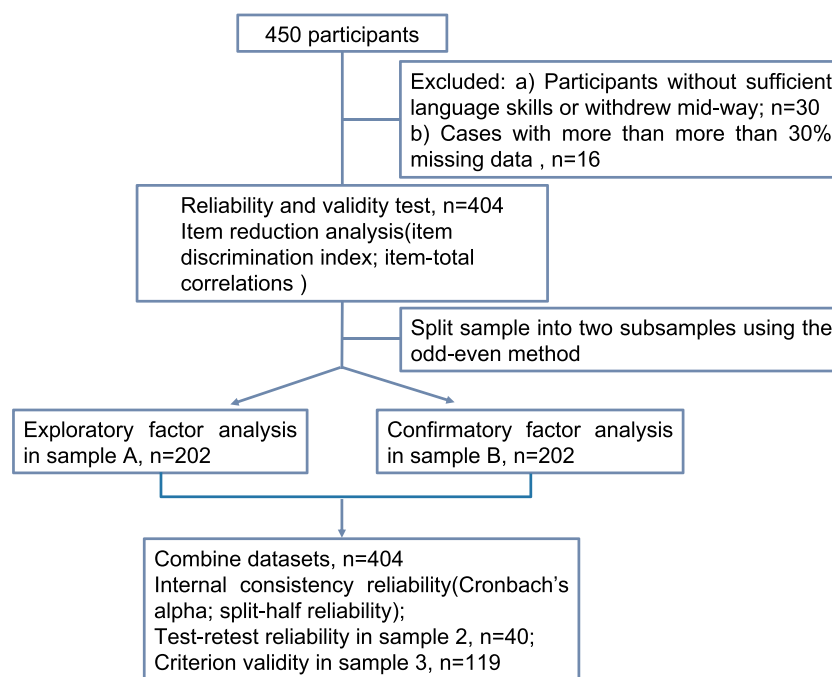 450 participants
Excluded: a) Participants without sufficient
language skills or withdrew mid-way; n=30
b) Cases with more than more than 30%
missing data , n=16
Reliability and validity test, n=404
Item reduction analysis(item
discrimination index; item-total
correlations )
Split sample into two subsamples using the
odd-even method
Exploratory factor analysis
in sample A, n=202
Confirmatory factor analysis
in sample B, n=202
Combine datasets, n=404
Internal consistency reliability(Cronbach's
alpha; split-half reliability);
Test-retest reliability in sample 2, n=40;
Criterion validity in sample 3, n=119